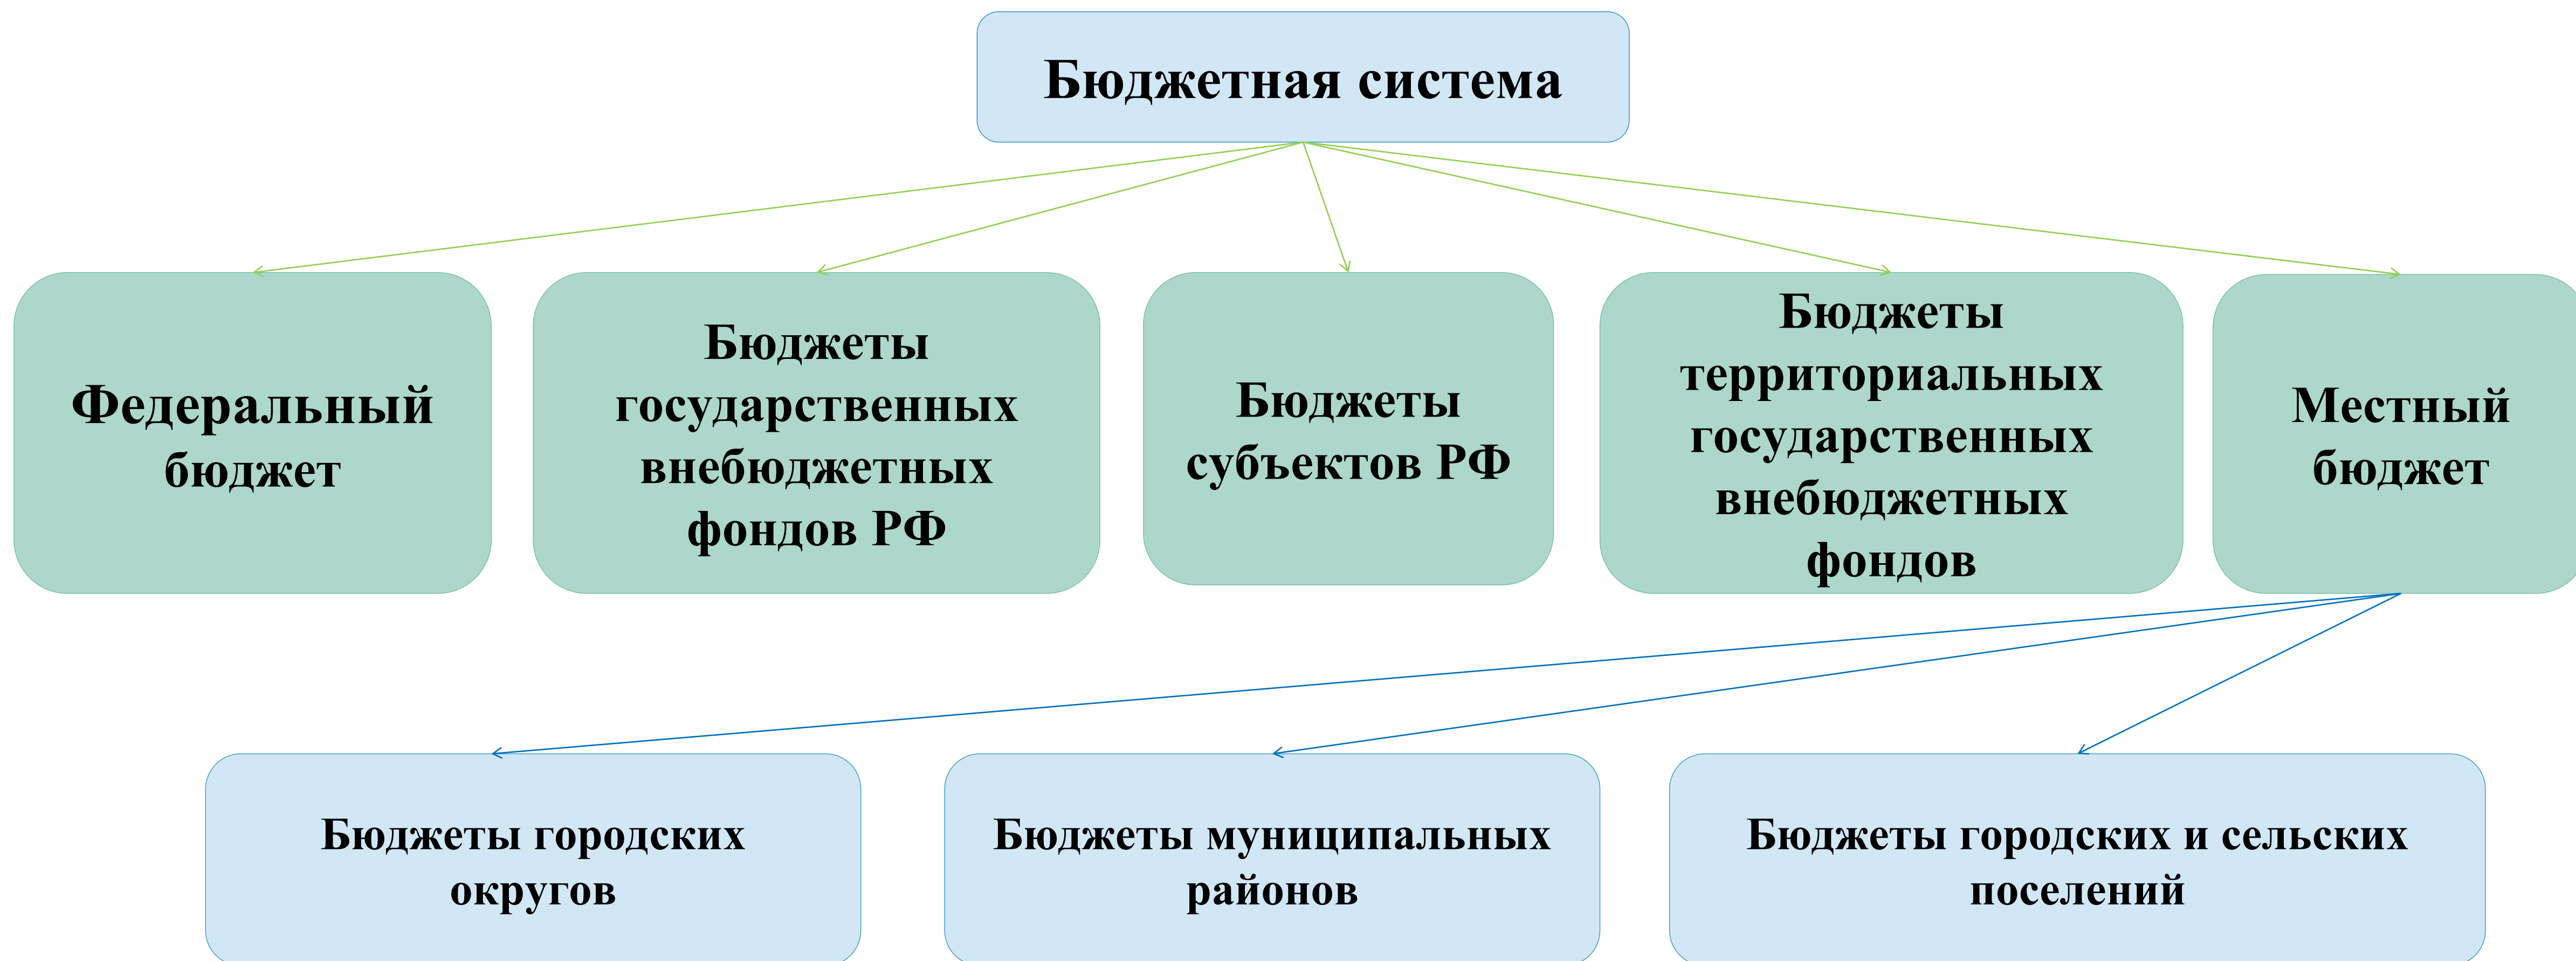 Бюджетная система
Федеральный
бюджет
Бюджеты
государственных
внебюджетных
фондов РФ
Бюджеты
субъектов РФ
Бюджеты
территориальных
государственных
внебюджетных
фондов
Местный
бюджет
Бюджеты городских
округов
Бюджеты муниципальных
районов
Бюджеты городских и сельских
поселений